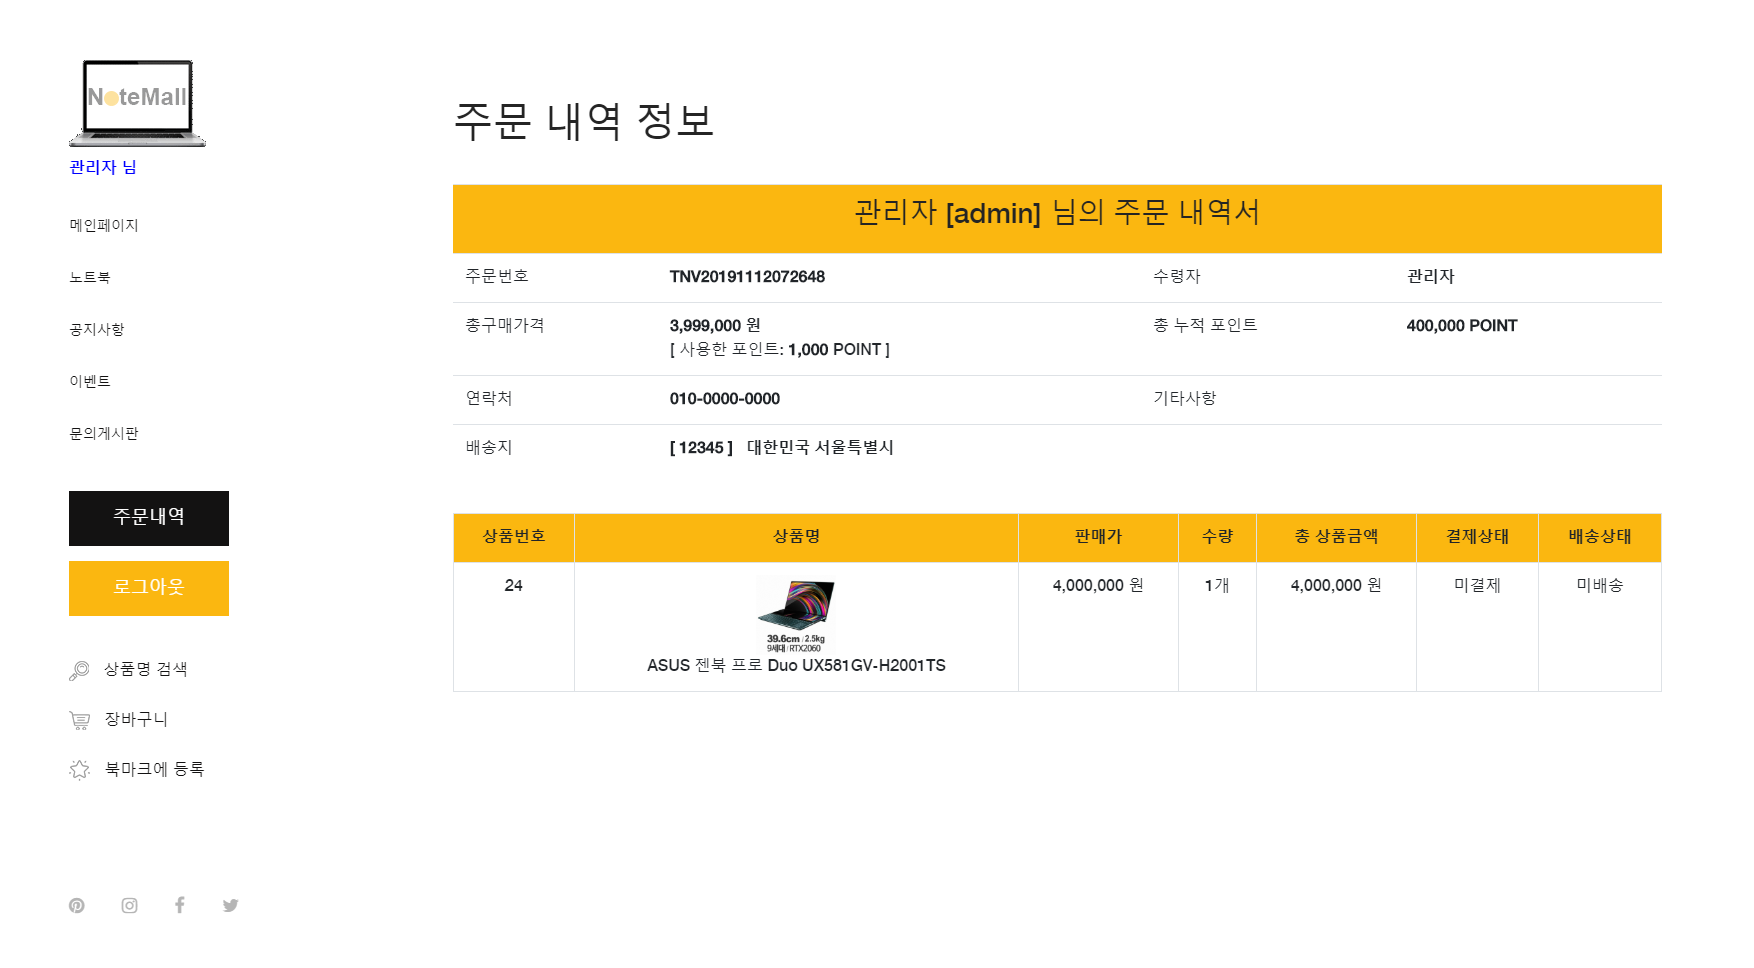 NoteMall
관리자 님
메인페이지
노트북
공지사항
이벤트
문의게시판
주문내역
로그아웃
상품명 검색
장바구니
북마크에 등록
주문 내역 정보
관리자 [admin] 님의 주문 내역서
주문번호 TNV20191112072648 수령자 관리자
총구매가격 3,999,000 원 총 누적 포인트 400,000 POINT
[ 사용한 포인트: 1,000 POINT ]
연락처 010-0000-0000 기타사항
배송지 [ 12345 ] 대한민국 서울특별시
상품번호 상품명 판매가 수량 총 상품금액 결제상태 배송상태
24 4,000,000 원 1개 4,000,000 원 미결제 미배송
39.6cm / 2.5kg
9세대 / RTX2060
ASUS 젠북 프로 Duo UX581GV-H2001TS